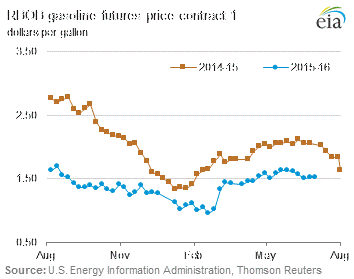 RBOB gasoline futures price contract 1
dollars per gallon
eia
3.50
2014-15
2015-16
2.50
1.50
0.50
Aug Nov Feb May Aug
Source: U.S. Energy Information Administration, Thomson Reuters